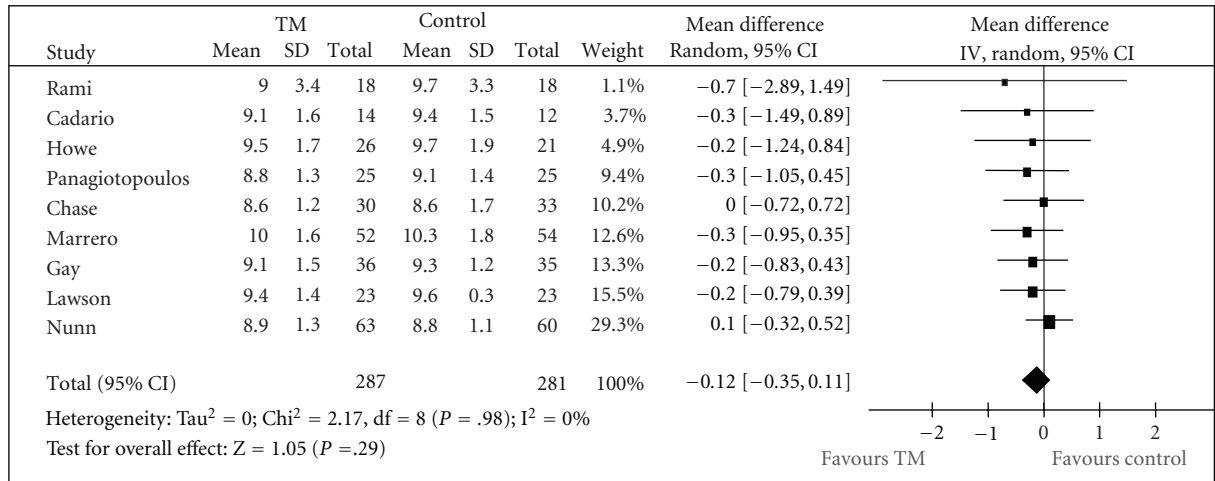 TM Control Mean difference Mean difference
Study Mean SD Total Mean SD Total Weight Random, 95% CI IV, random, 95% CI
Rami 9 3.4 18 9.7 3.3 18 1.1% −0.7 [−2.89, 1.49]
Cadario 9.1 1.6 14 9.4 1.5 12 3.7% −0.3 [−1.49, 0.89]
Howe 9.5 1.7 26 9.7 1.9 21 4.9% −0.2 [−1.24, 0.84]
Panagiotopoulos 8.8 1.3 25 9.1 1.4 25 9.4% −0.3 [−1.05, 0.45]
Chase 8.6 1.2 30 8.6 1.7 33 10.2% 0 [−0.72, 0.72]
Marrero 10 1.6 52 10.3 1.8 54 12.6% −0.3 [−0.95, 0.35]
Gay 9.1 1.5 36 9.3 1.2 35 13.3% −0.2 [−0.83, 0.43]
Lawson 9.4 1.4 23 9.6 0.3 23 15.5% −0.2 [−0.79, 0.39]
Nunn 8.9 1.3 63 8.8 1.1 60 29.3% 0.1 [−0.32, 0.52]
Total (95% CI) 287 281 100% −0.12 [−0.35, 0.11]
Heterogeneity: Tau² = 0; Chi² = 2.17, df = 8 (P = .98); I² = 0%
Test for overall effect: Z = 1.05 (P =.29)
−2 −1 0 1 2
Favours TM Favours control